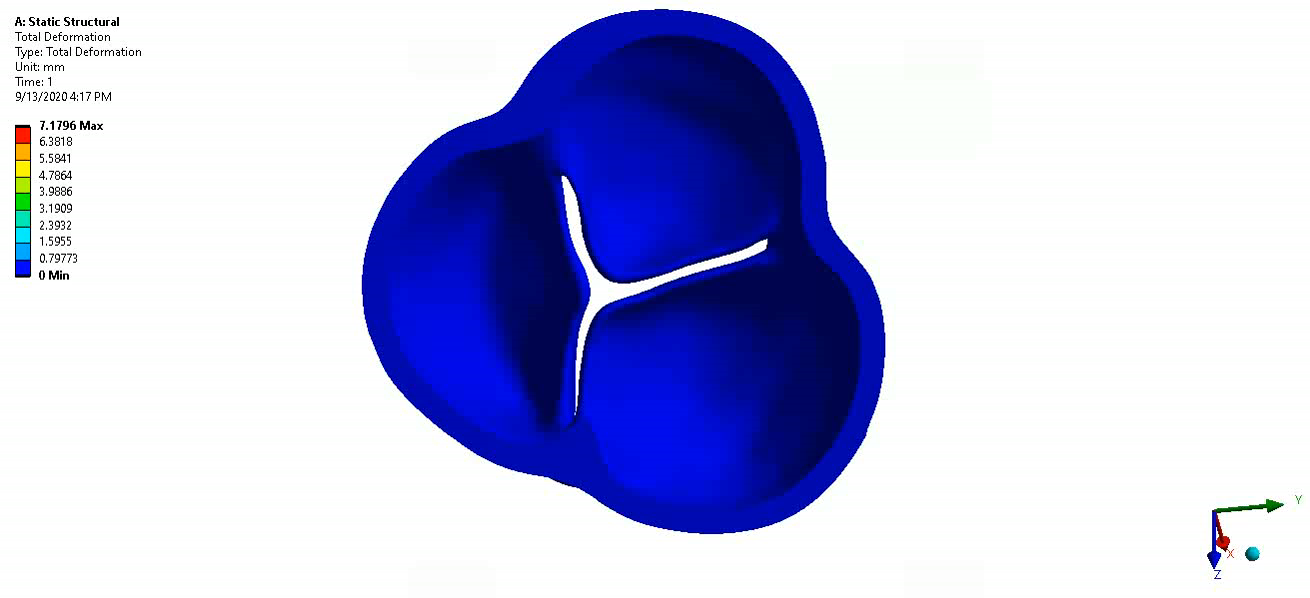 A: Static Structural
Total Deformation
Type: Total Deformation
Unit: mm
Time: 1
9/13/2020 4:17 PM
7.1796 Max
6.3818
5.5841
4.7864
3.9886
3.1909
2.3932
1.5955
0.79773
0 Min
Y
X
Z